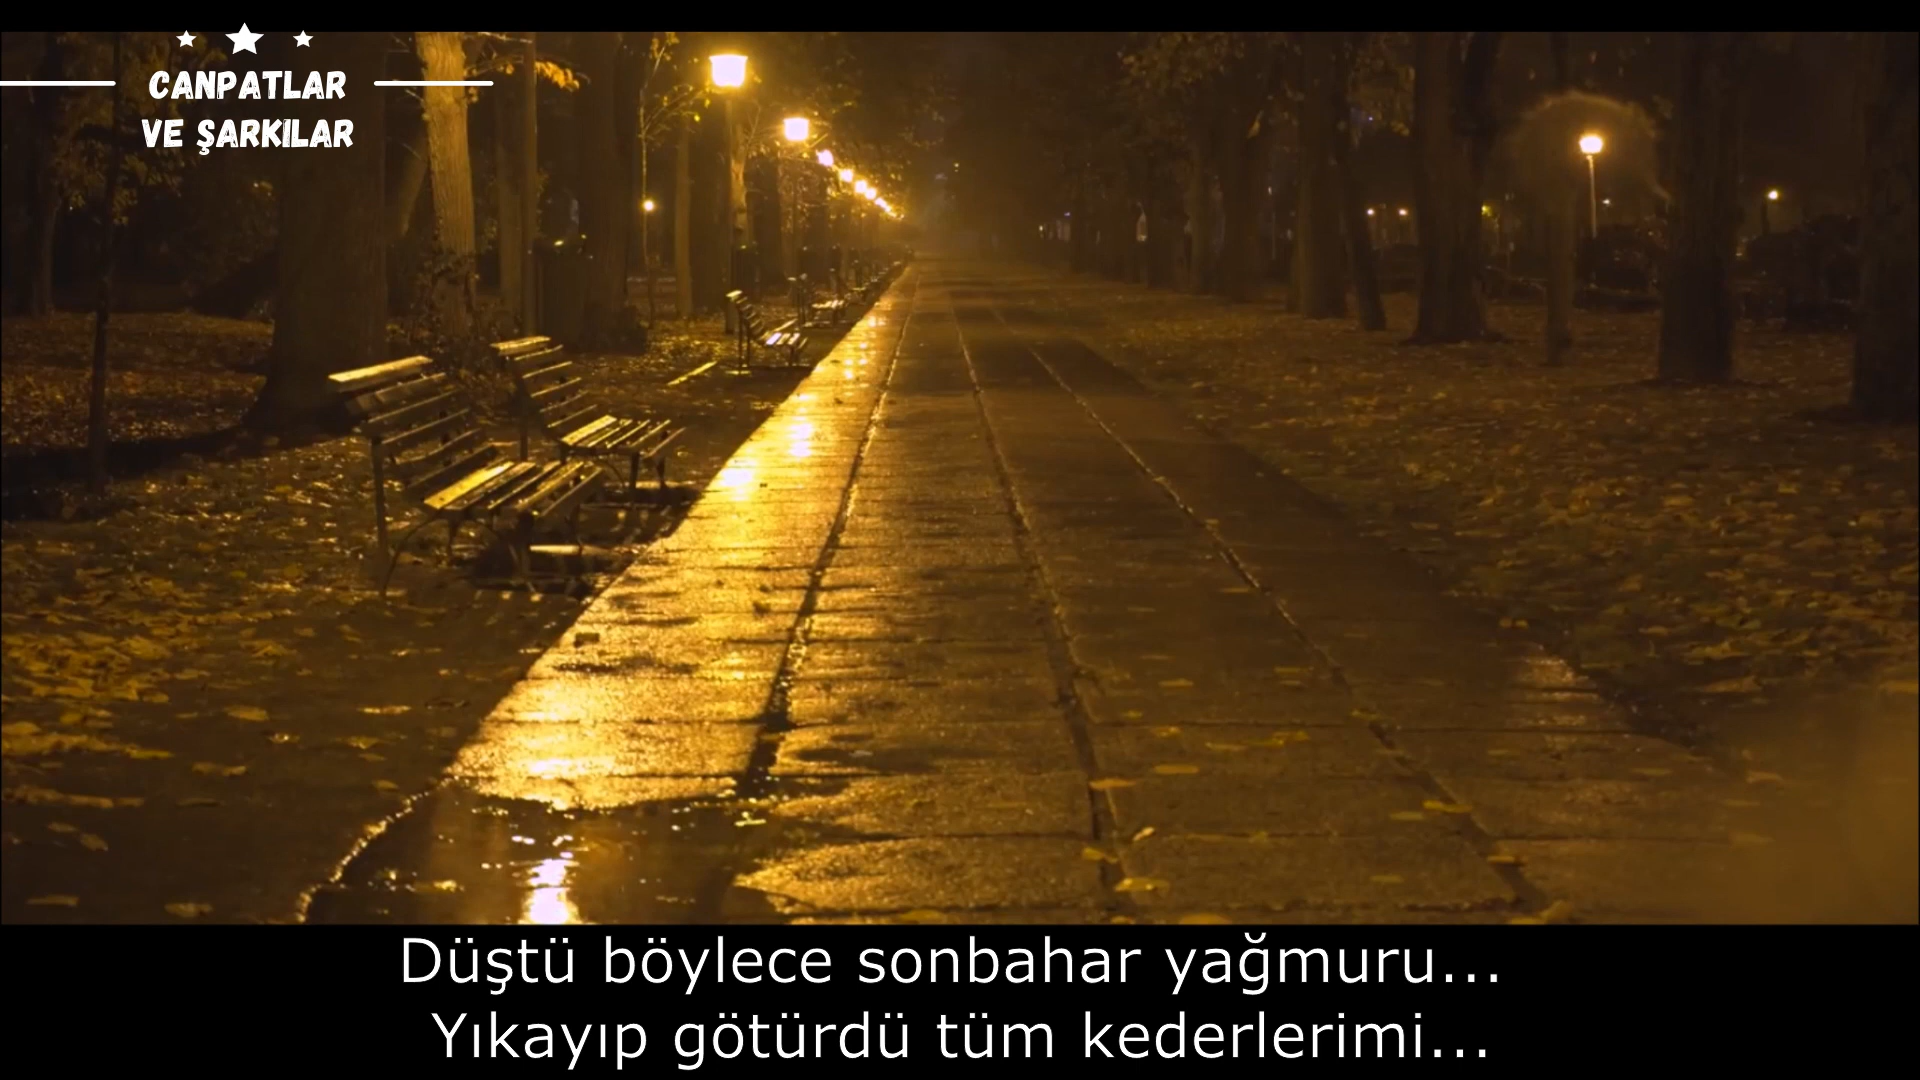 CANPATLAR
VE ŞARKILAR
Düştü böylece sonbahar yağmuru...
Yıkayıp götürdü tüm kederlerimi...